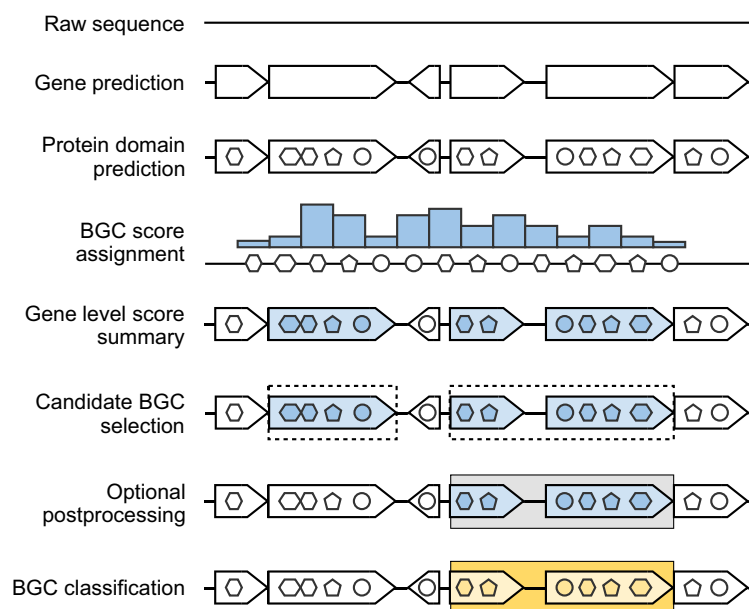 Raw sequence
Gene prediction
Protein domain
prediction
BGC score
assignment
Gene level score
summary
Candidate BGC
selection
Optional
postprocessing
BGC classification